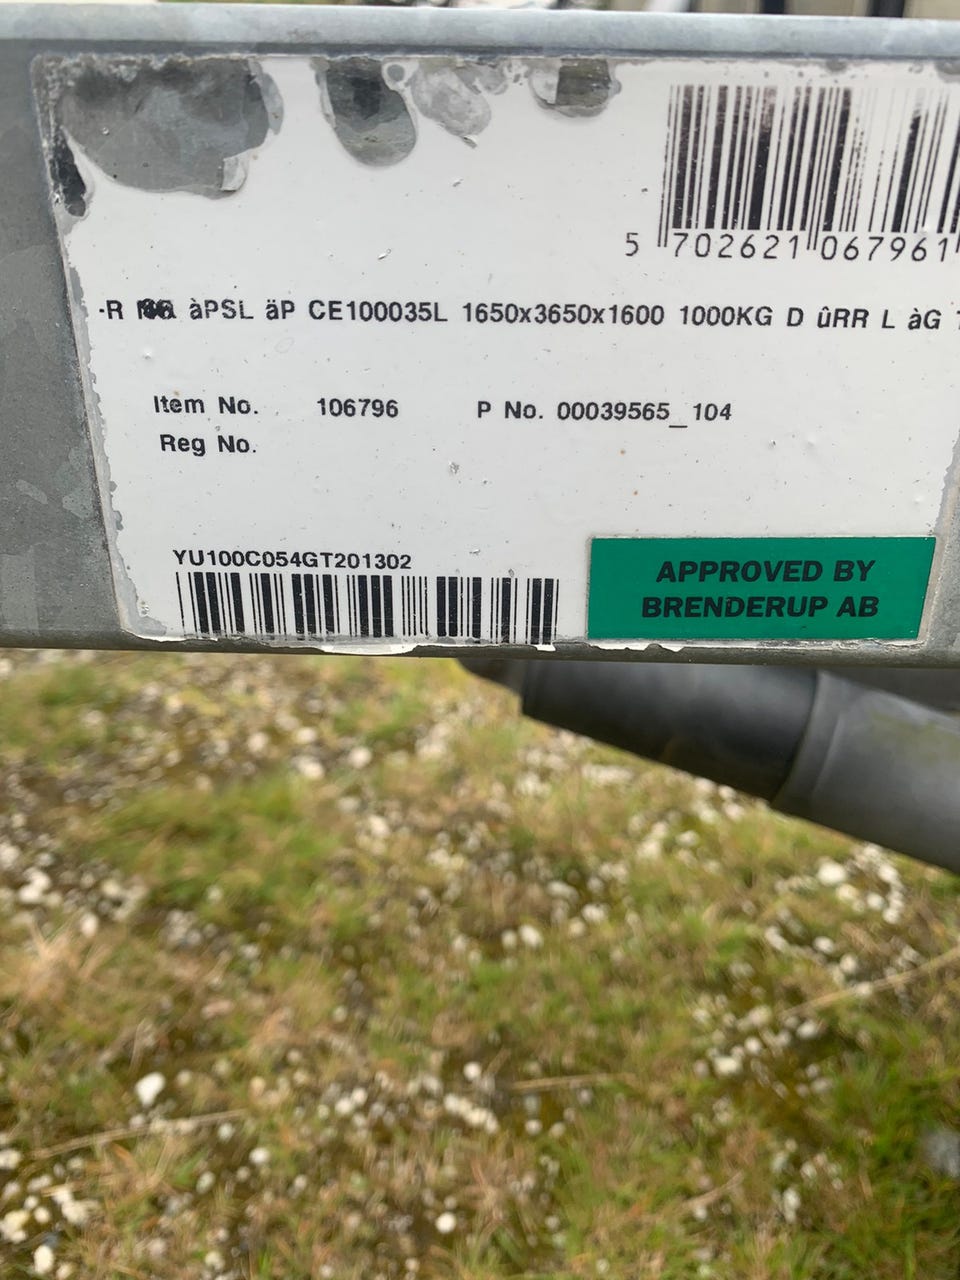 5 702621 067961
àPSL äP CE100035L 1650x3650x1600 1000KG D ûRR L àG
Item No. 106796 P No. 00039565_104
Reg No.
YU100C054GT201302
APPROVED BY
BRENDERUP AB